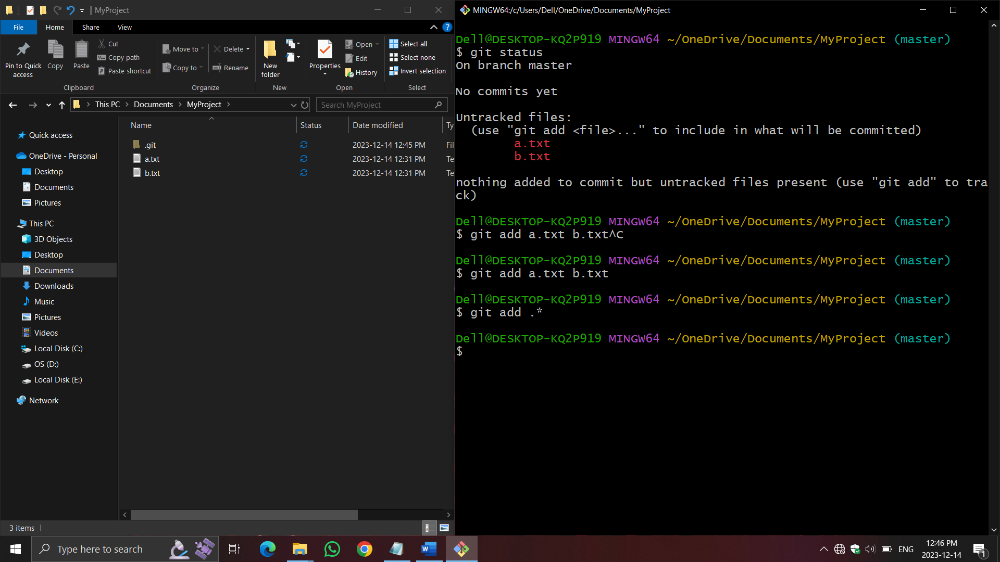 MyProject
File
Home
Share
View
Pin to Quick
access
Copy
Paste
Cut
Copy path
Paste shortcut
Clipboard
Move to
Copy to
Delete
Rename
Organize
New
folder
New
Properties
Open
Edit
History
Open
Select all
Select none
Invert selection
Select
This PC > Documents > MyProject >
Search MyProject
Name
Status
Date modified
Ty
.git 2023-12-14 12:45 PM Fil
a.txt 2023-12-14 12:31 PM Te
b.txt 2023-12-14 12:31 PM Te
Quick access
OneDrive - Personal
Desktop
Documents
Pictures
This PC
3D Objects
Desktop
Documents
Downloads
Music
Pictures
Videos
Local Disk (C:)
OS (D:)
Local Disk (E:)
Network
3 items
MINGW64:/c/Users/Dell/OneDrive/Documents/MyProject
Dell@DESKTOP-KQ2P919 MINGW64 ~/OneDrive/Documents/MyProject (master)
$ git status
On branch master
No commits yet
Untracked files:
(use "git add <file>..." to include in what will be committed)
a.txt
b.txt
nothing added to commit but untracked files present (use "git add" to tra
ck)
Dell@DESKTOP-KQ2P919 MINGW64 ~/OneDrive/Documents/MyProject (master)
$ git add a.txt b.txt^C
Dell@DESKTOP-KQ2P919 MINGW64 ~/OneDrive/Documents/MyProject (master)
$ git add a.txt b.txt
Dell@DESKTOP-KQ2P919 MINGW64 ~/OneDrive/Documents/MyProject (master)
$ git add .*
Dell@DESKTOP-KQ2P919 MINGW64 ~/OneDrive/Documents/MyProject (master)
$
Type here to search
ENG
12:46 PM
2023-12-14
1